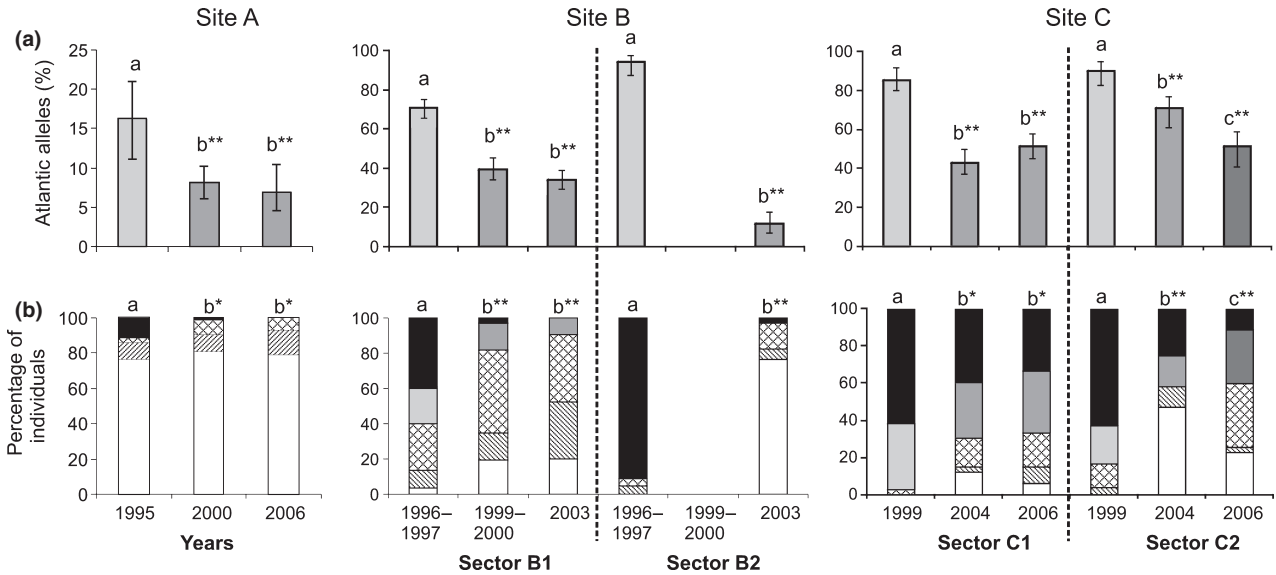 Site A Site B Site C
(a)
Atlantic alleles (%)
25
20
15
10
5
0
a b** b**
100
80
60
40
20
0
a b** b** a b**
100
80
60
40
20
0
a b** b** a b** c**
(b)
Percentage of
individuals
100
80
60
40
20
0
a b* b*
1995 2000 2006
Years
100
80
60
40
20
0
a b** b** a b**
1996–
1997
1999–
2000
2003
1996–
1997
1999–
2000
2003
Sector B1 Sector B2
100
80
60
40
20
0
a b* b* a b** c**
1999 2004 2006 1999 2004 2006
Sector C1 Sector C2